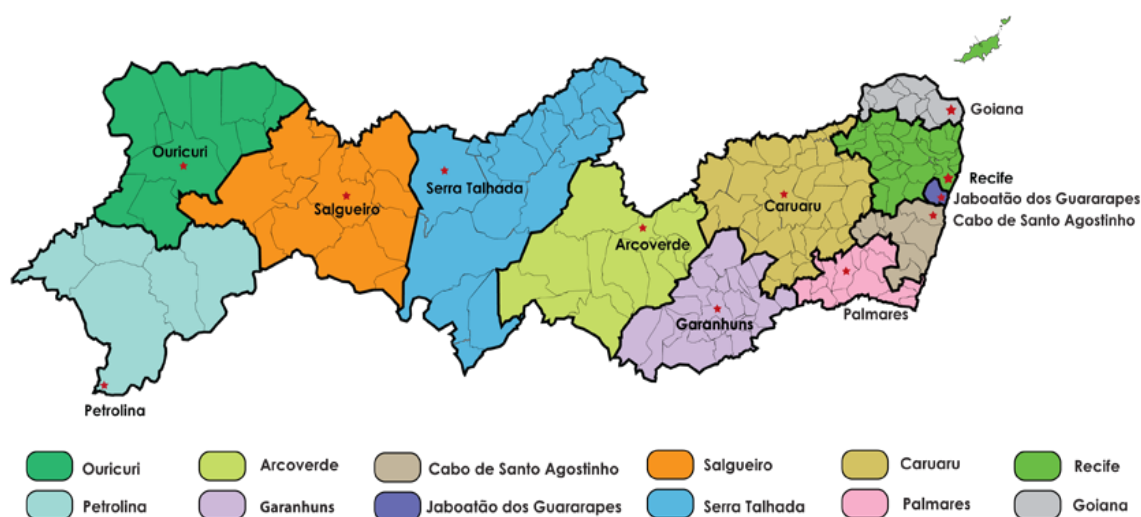 Goiana
Ouricuri
Recife
Serra Talhada
Jaboatão dos Guararapes
Salgueiro
Caruaru
Cabo de Santo Agostinho
Arcoverde
Palmares
Garanhuns
Petrolina
Ouricuri
Arcoverde
Cabo de Santo Agostinho
Salgueiro
Caruaru
Recife
Petrolina
Garanhuns
Jaboatão dos Guararapes
Serra Talhada
Palmares
Goiana